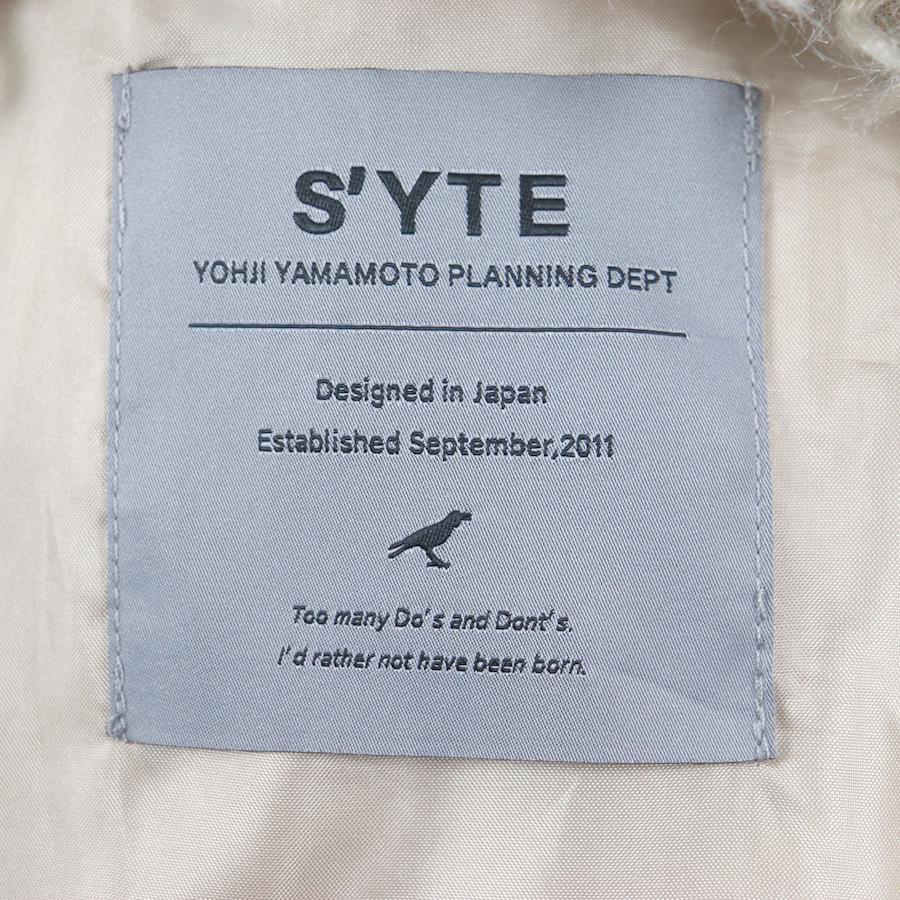 S'YTE
YOHJI YAMAMOTO PLANNING DEPT
Designed in Japan
Established September,2011
Too many Do's and Dont's.
I'd rather not have been born.